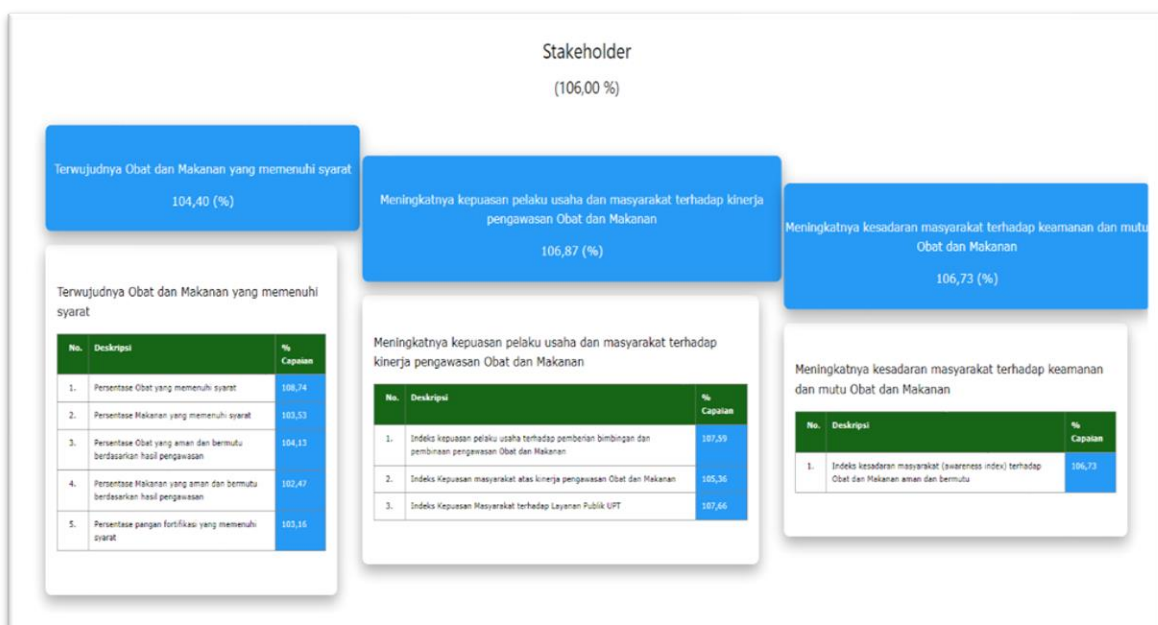 Stakeholder
(106,00 %)
Terwujudnya Obat dan Makanan yang memenuhi syarat
104,40 (%)
Terwujudnya Obat dan Makanan yang memenuhi
syarat
No. Deskripsi %
Capaian
1. Persentase Obat yang memenuhi syarat 108,74
2. Persentase Makanan yang memenuhi syarat 103,53
3. Persentase Obat yang aman dan bermutu
berdasarkan hasil pengawasan 104,13
4. Persentase Makanan yang aman dan bermutu
berdasarkan hasil pengawasan 102,47
5. Persentase pangan fortifikasi yang memenuhi
syarat 103,16
Meningkatnya kepuasan pelaku usaha dan masyarakat terhadap kinerja
pengawasan Obat dan Makanan
106,87 (%)
Meningkatnya kepuasan pelaku usaha dan masyarakat terhadap
kinerja pengawasan Obat dan Makanan
No. Deskripsi %
Capaian
1. Indeks kepuasan pelaku usaha terhadap pemberian bimbingan dan
pembinaan pengawasan Obat dan Makanan 107,59
2. Indeks Kepuasan masyarakat atas kinerja pengawasan Obat dan Makanan 105,36
3. Indeks Kepuasan Masyarakat terhadap Layanan Publik UPT 107,66
Meningkatnya kesadaran masyarakat terhadap keamanan dan mutu
Obat dan Makanan
106,73 (%)
Meningkatnya kesadaran masyarakat terhadap keamanan
dan mutu Obat dan Makanan
No. Deskripsi %
Capaian
1. Indeks kesadaran masyarakat (awareness index) terhadap
Obat dan Makanan aman dan bermutu 106,73